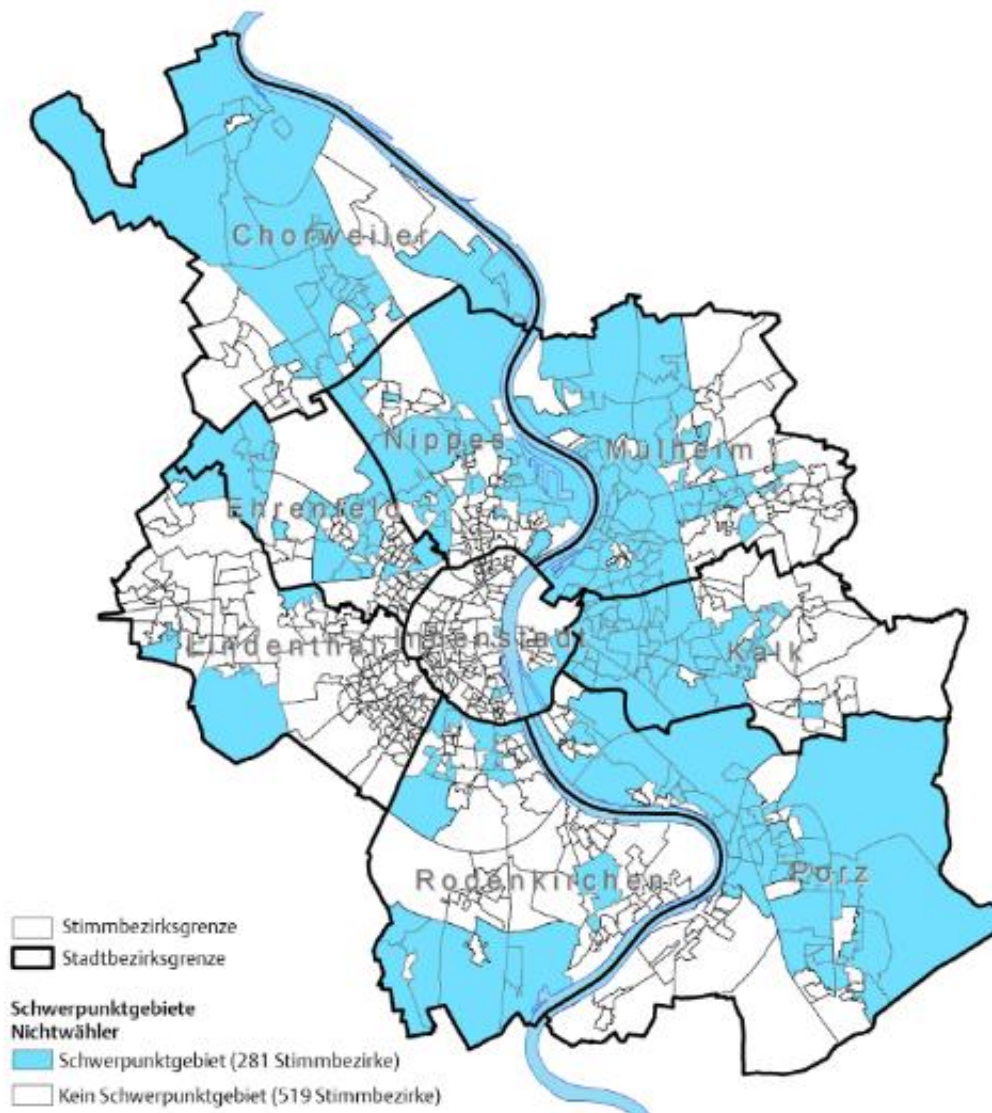 Chorweiler
Nippes
Mülheim
Ehrenfeld
Lindenthal
Innenstadt
Kalk
Rodenkirchen
Porz
Stimmbezirksgrenze
Stadtbezirksgrenze
Schwerpunktgebiete
Nichtwähler
Schwerpunktgebiet (281 Stimmbezirke)
Kein Schwerpunktgebiet (519 Stimmbezirke)